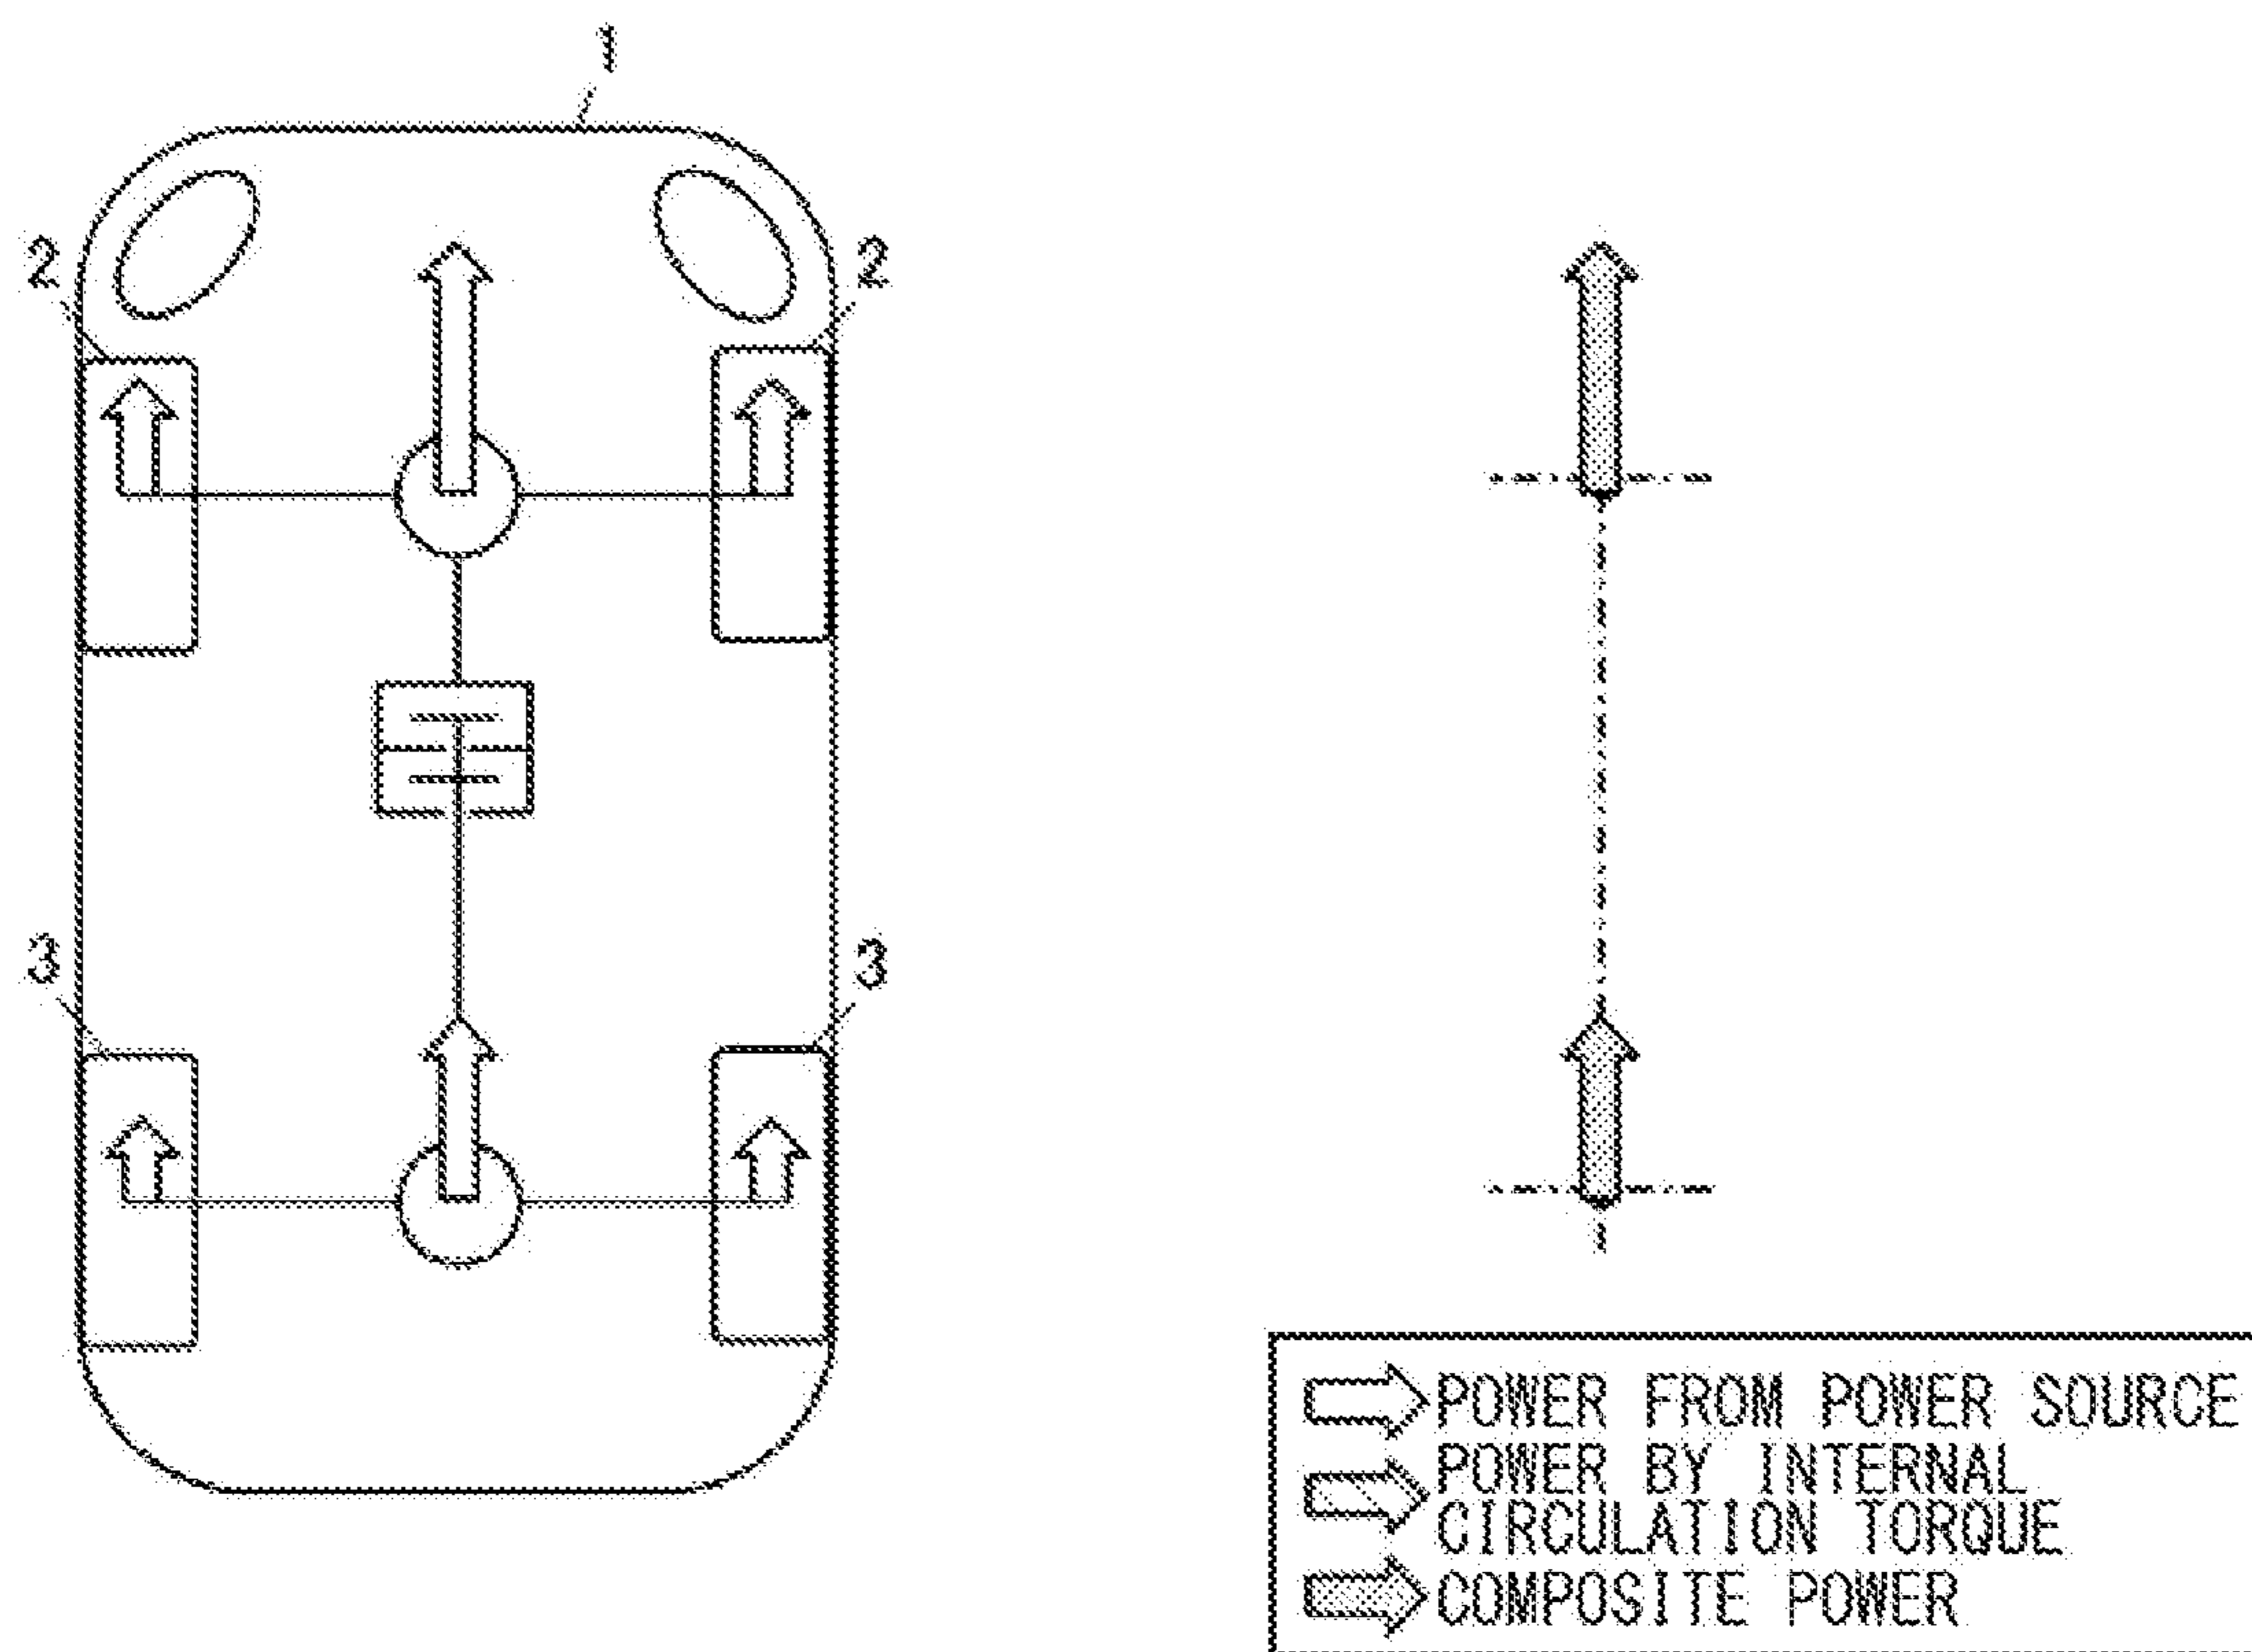 1
2 2
3 3
POWER FROM POWER SOURCE
POWER BY INTERNAL
CIRCULATION TORQUE
COMPOSITE POWER